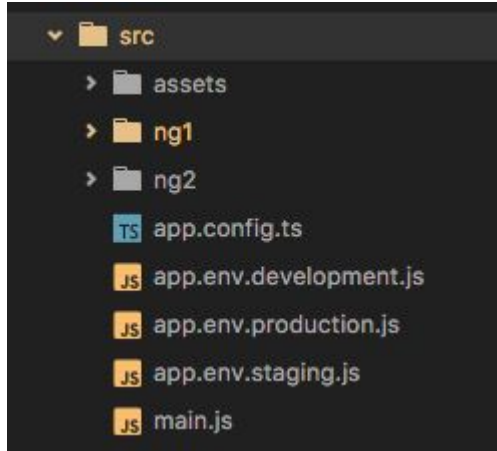 src
assets
ng1
ng2
TS app.config.ts
JS app.env.development.js
JS app.env.production.js
JS app.env.staging.js
JS main.js